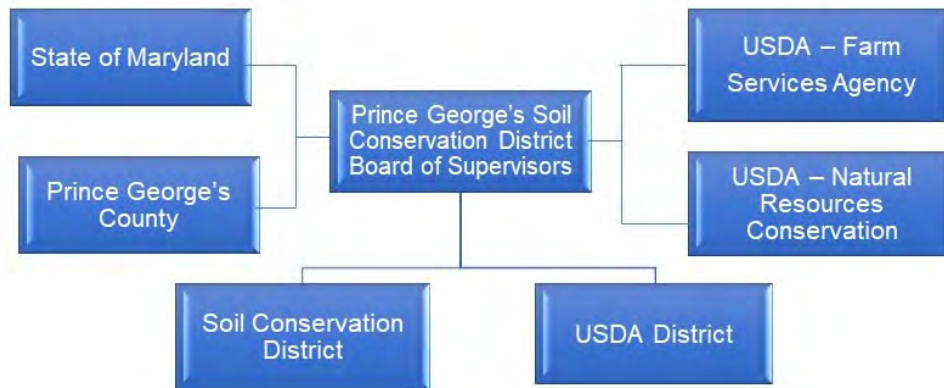 State of Maryland
Prince George’s
County
Prince George’s Soil
Conservation District
Board of Supervisors
USDA – Farm
Services Agency
USDA – Natural
Resources
Conservation
Soil Conservation
District
USDA District